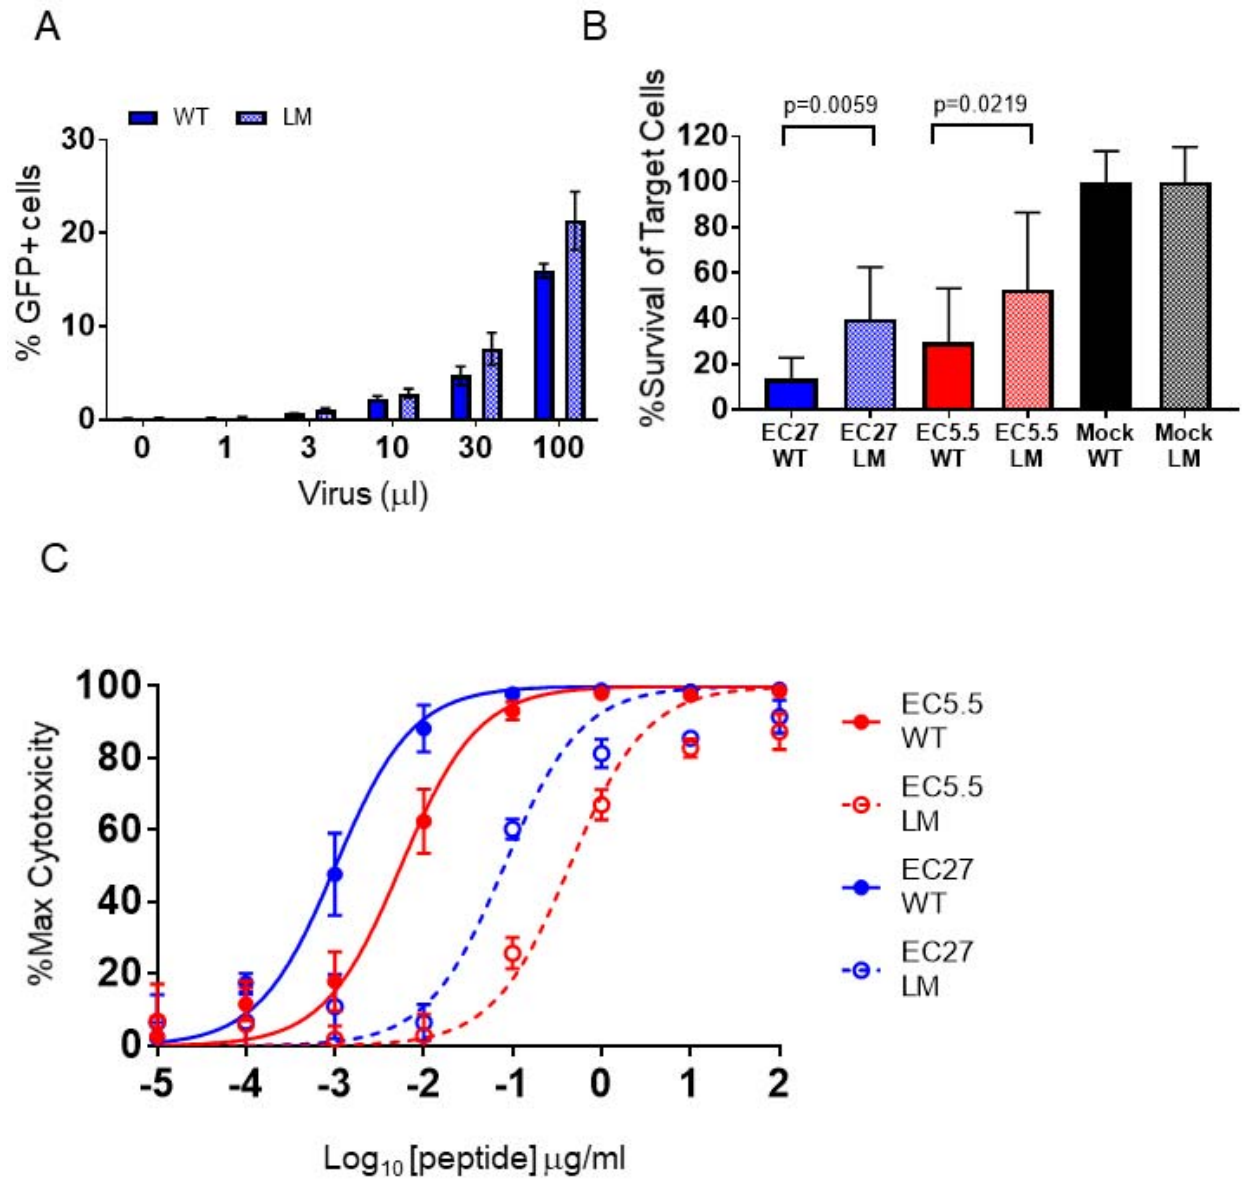 A
WT LM
% GFP+ cells
30
20
10
0
0 1 3 10 30 100
Virus (μl)
B
%Survival of Target Cells
p=0.0059 p=0.0219
120
100
80
60
40
20
0
EC27 EC27 EC5.5 EC5.5 Mock Mock
WT LM WT LM WT LM
C
%Max Cytotoxicity
100
80
60
40
20
0
-5 -4 -3 -2 -1 0 1 2
Log10 [peptide] μg/ml
EC5.5
WT
EC5.5
LM
EC27
WT
EC27
LM